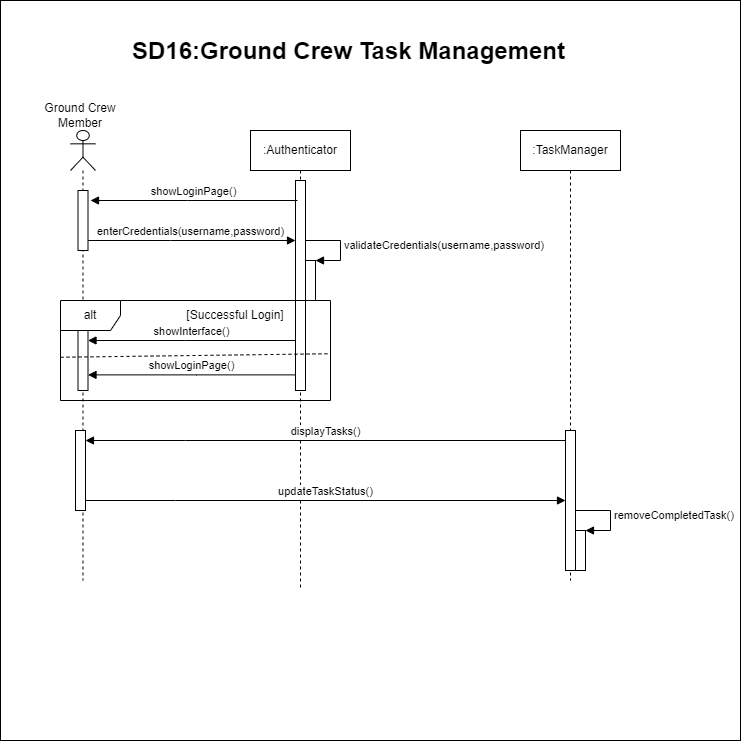 SD16:Ground Crew Task Management
Ground Crew
Member
:Authenticator
:TaskManager
showLoginPage()
enterCredentials(username,password)
validateCredentials(username,password)
alt
[Successful Login]
showInterface()
showLoginPage()
displayTasks()
updateTaskStatus()
removeCompletedTask()